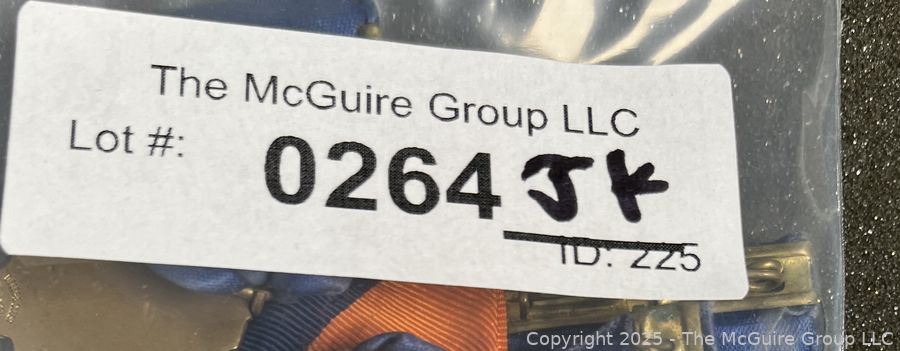 The McGuire Group LLC
Lot #:
0264 JK
ID: 225
Copyright 2025 - The McGuire Group LLC